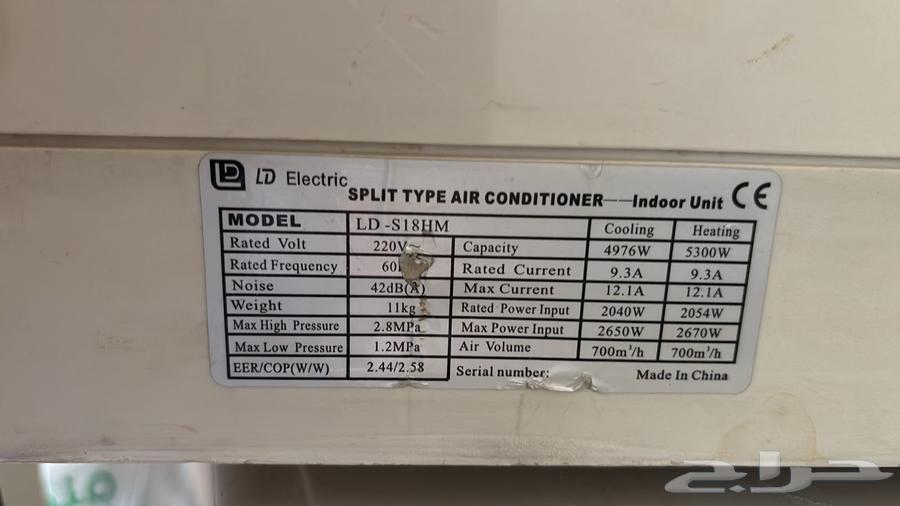 LD LD Electric
SPLIT TYPE AIR CONDITIONER——Indoor Unit CE
MODEL LD-S18HM Cooling Heating
Rated Volt 220V~ Capacity 4976W 5300W
Rated Frequency 60 Rated Current 9.3A 9.3A
Noise 42dB(A) Max Current 12.1A 12.1A
Weight 11kg Rated Power Input 2040W 2054W
Max High Pressure 2.8MPa Max Power Input 2650W 2670W
Max Low Pressure 1.2MPa Air Volume 700m³/h 700m³/h
EER/COP(W/W) 2.44/2.58 Serial number: Made In China
حراج